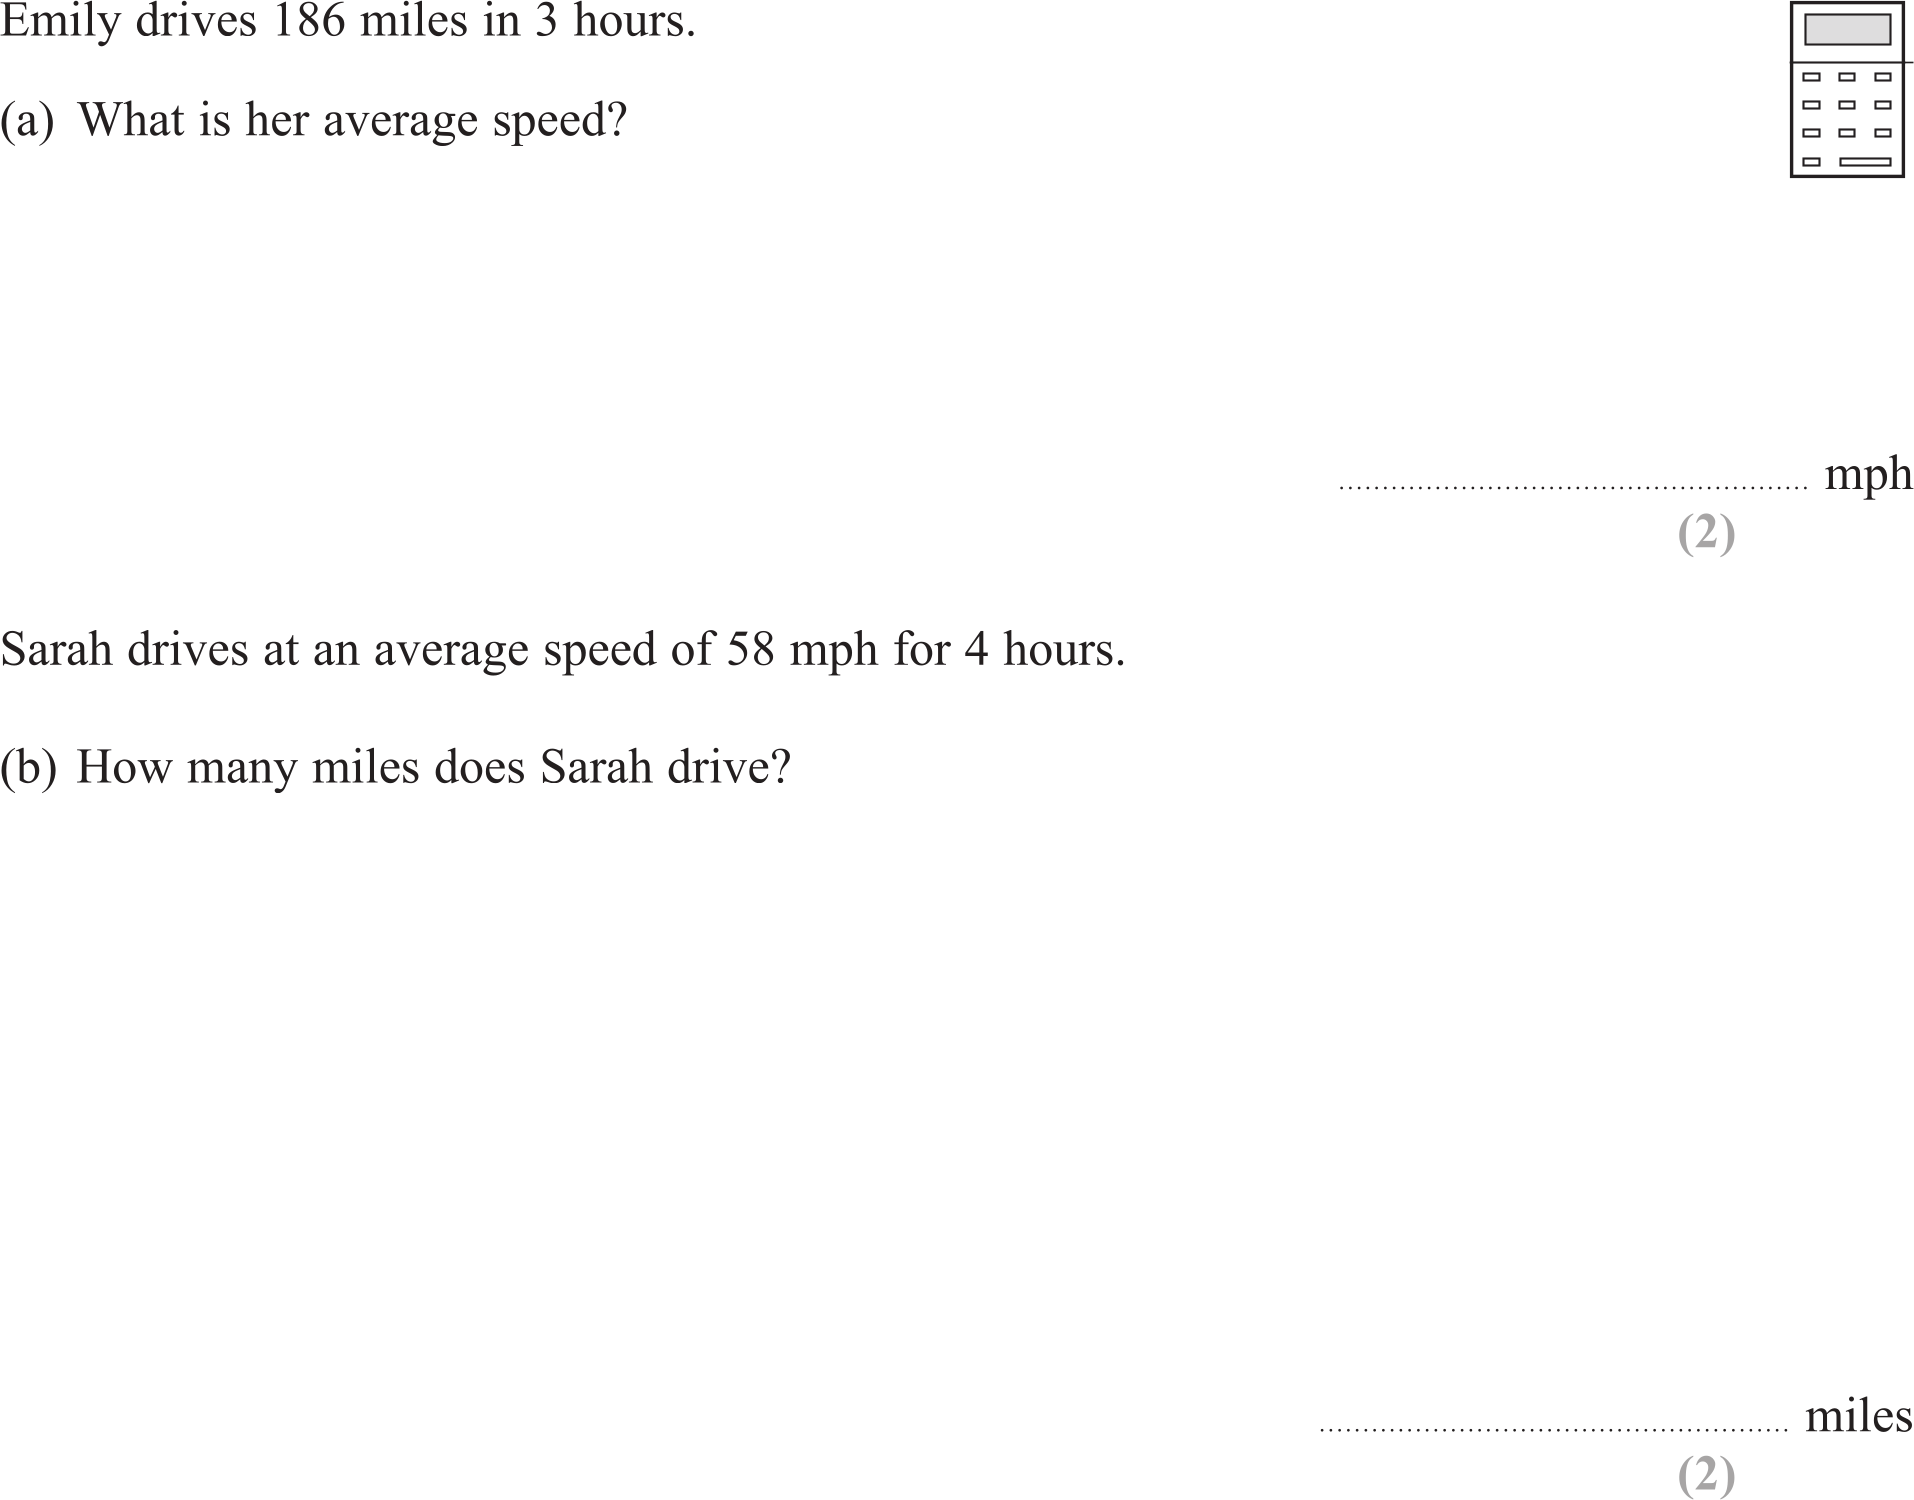 Emily drives 186 miles in 3 hours.
(a) What is her average speed?
...................................................... mph
(2)
Sarah drives at an average speed of 58 mph for 4 hours.
(b) How many miles does Sarah drive?
...................................................... miles
(2)